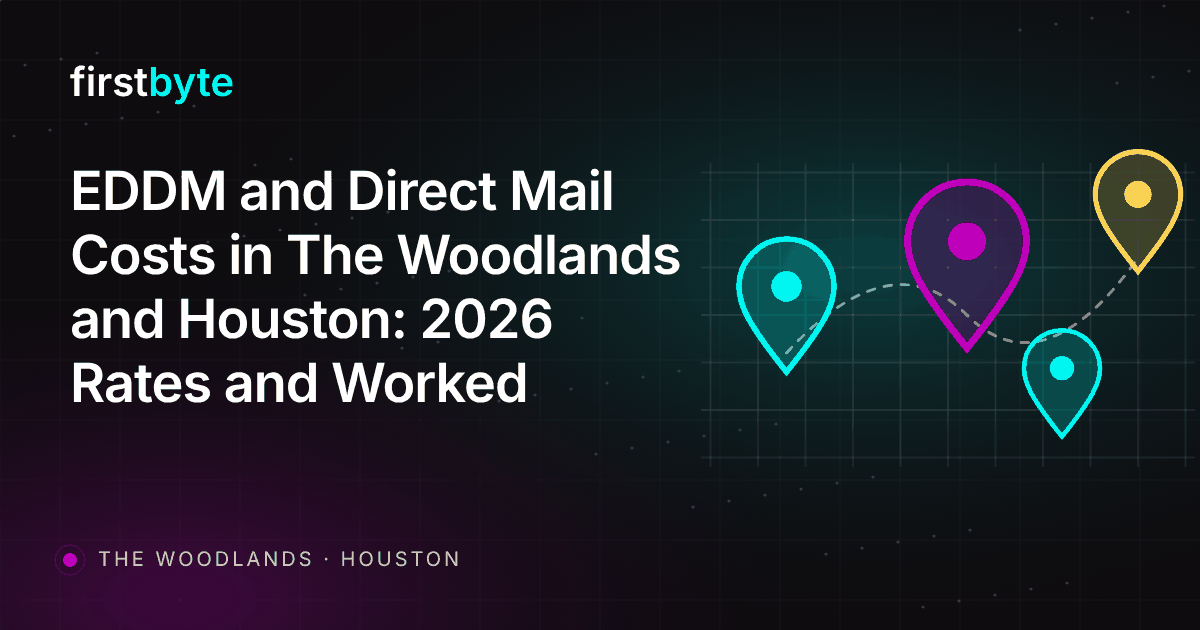 firstbyte
EDDM and Direct Mail
Costs in The Woodlands
and Houston: 2026
Rates and Worked
THE WOODLANDS · HOUSTON